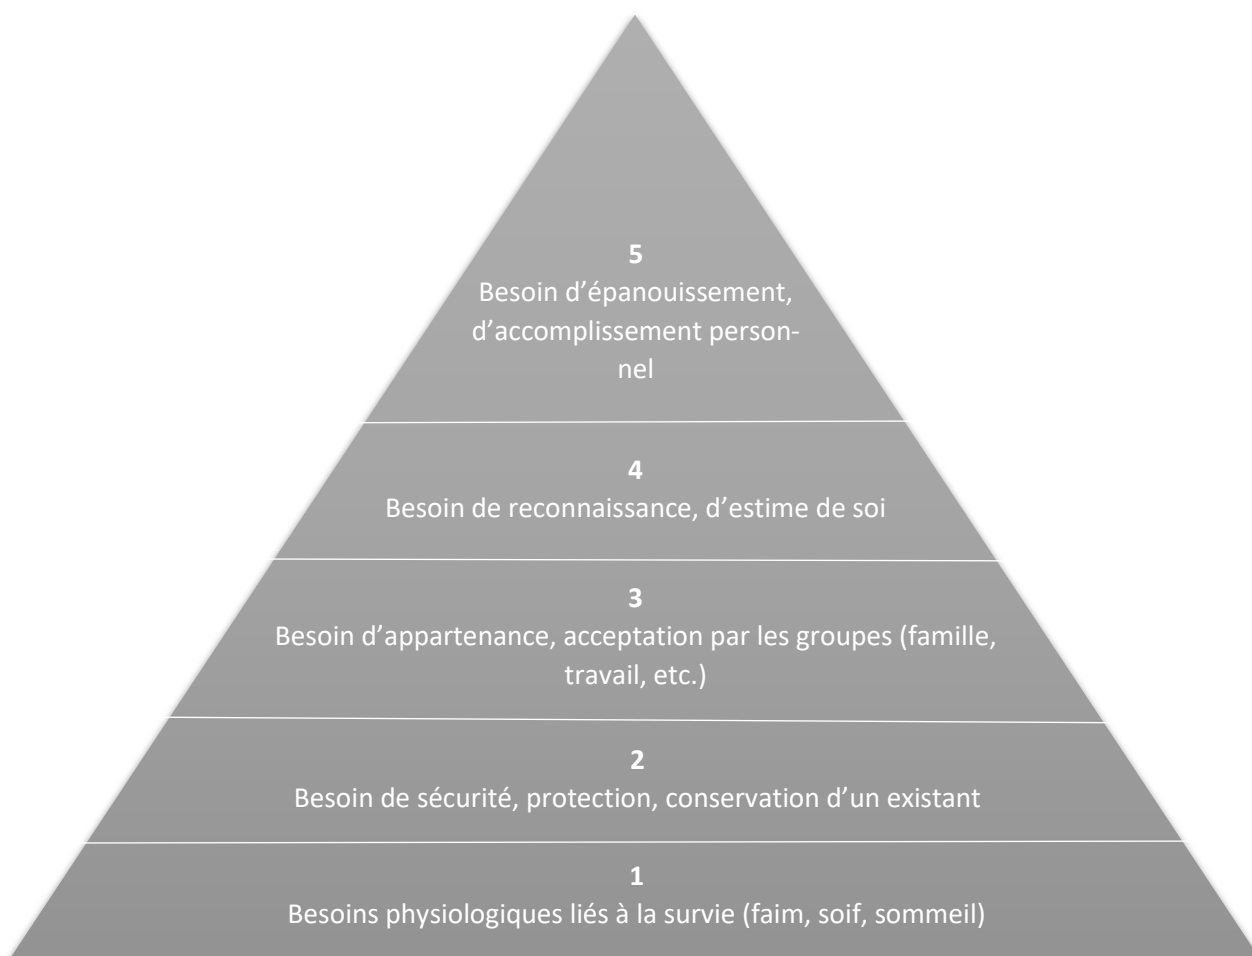 5
Besoin d’épanouissement,
d’accomplissement person-
nel
4
Besoin de reconnaissance, d’estime de soi
3
Besoin d’appartenance, acceptation par les groupes (famille,
travail, etc.)
2
Besoin de sécurité, protection, conservation d’un existant
1
Besoins physiologiques liés à la survie (faim, soif, sommeil)